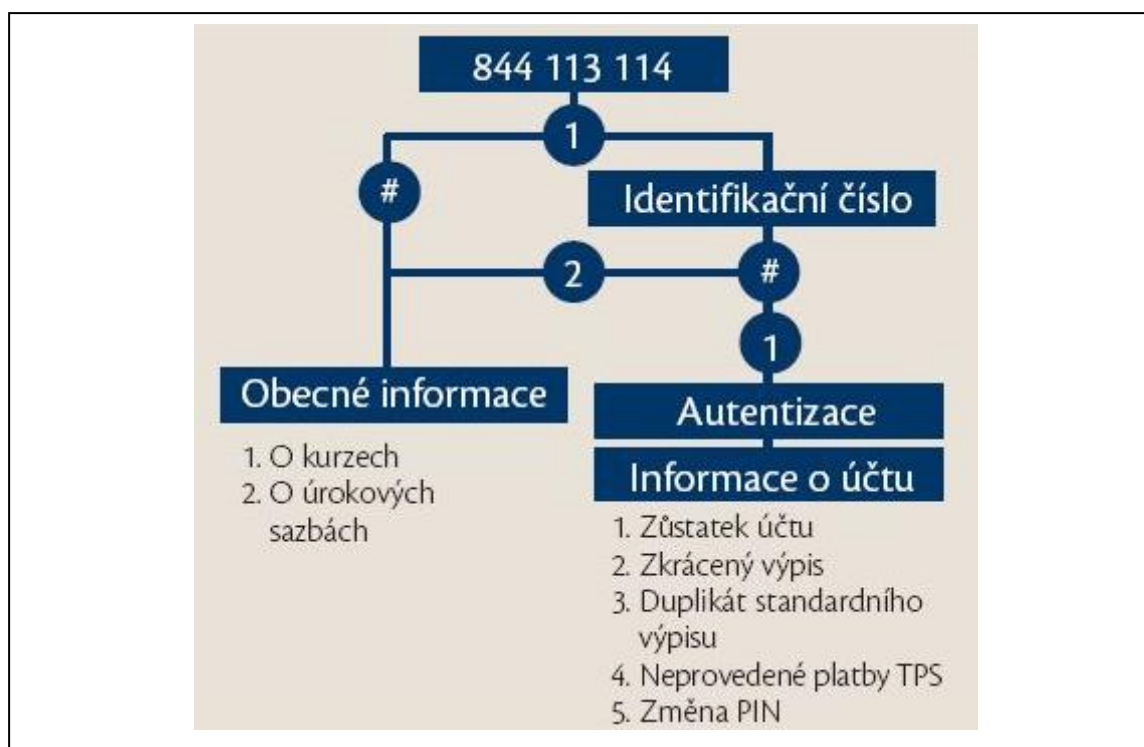 844 113 114
1
#
Identifikační číslo
2
#
1
Obecné informace
1. O kurzech
2. O úrokových
sazbách
Autentizace
Informace o účtu
1. Zůstatek účtu
2. Zkrácený výpis
3. Duplikát standardního
výpisu
4. Neprovedené platby TPS
5. Změna PIN